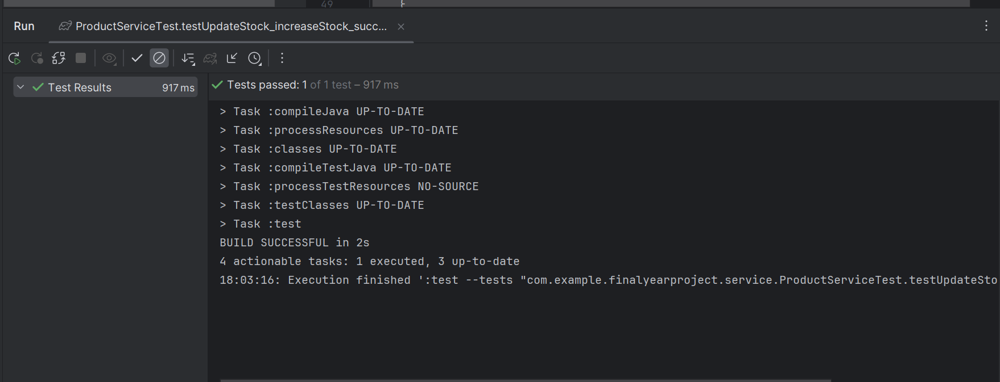 49 {
Run ProductServiceTest.testUpdateStock_increaseStock_succ...
Test Results 917 ms
Tests passed: 1 of 1 test – 917 ms
> Task :compileJava UP-TO-DATE
> Task :processResources UP-TO-DATE
> Task :classes UP-TO-DATE
> Task :compileTestJava UP-TO-DATE
> Task :processTestResources NO-SOURCE
> Task :testClasses UP-TO-DATE
> Task :test
BUILD SUCCESSFUL in 2s
4 actionable tasks: 1 executed, 3 up-to-date
18:03:16: Execution finished ':test --tests "com.example.finalyearproject.service.ProductServiceTest.testUpdateSto